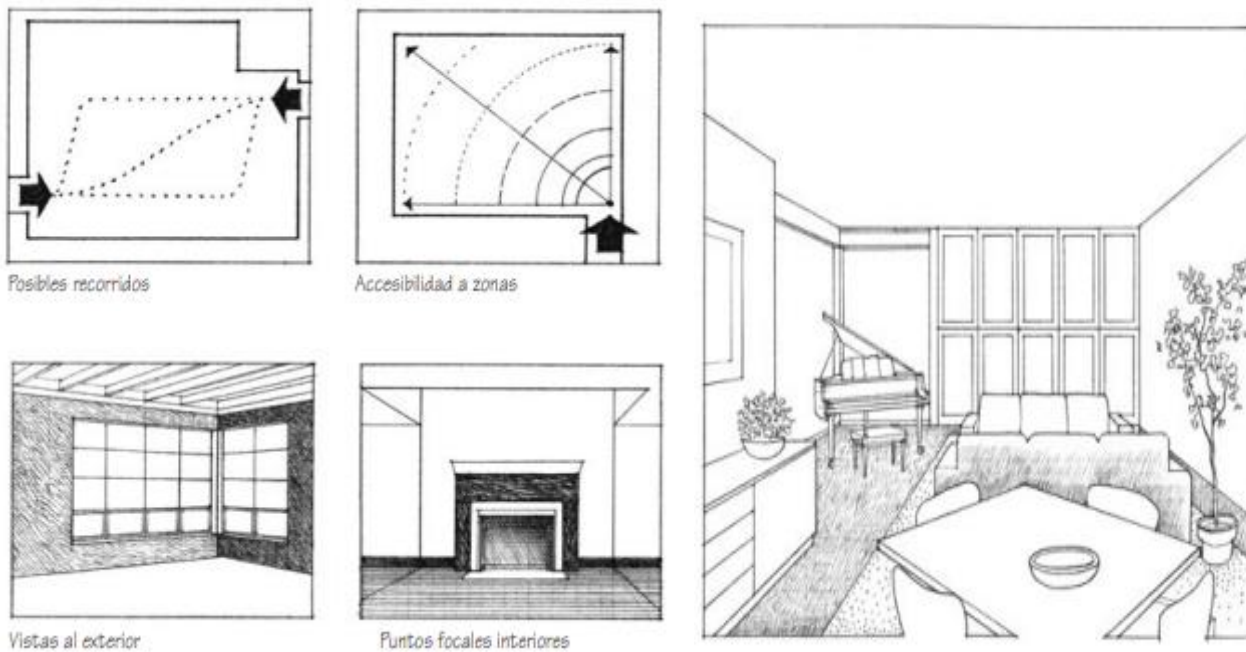 Posibles recorridos
Accesibilidad a zonas
Vistas al exterior
Puntos focales interiores